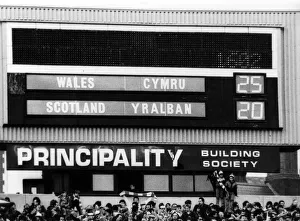 WALES CYMRU 25
SCOTLAND YRALBAN 20
PRINCIPALITY BUILDING
SOCIETY